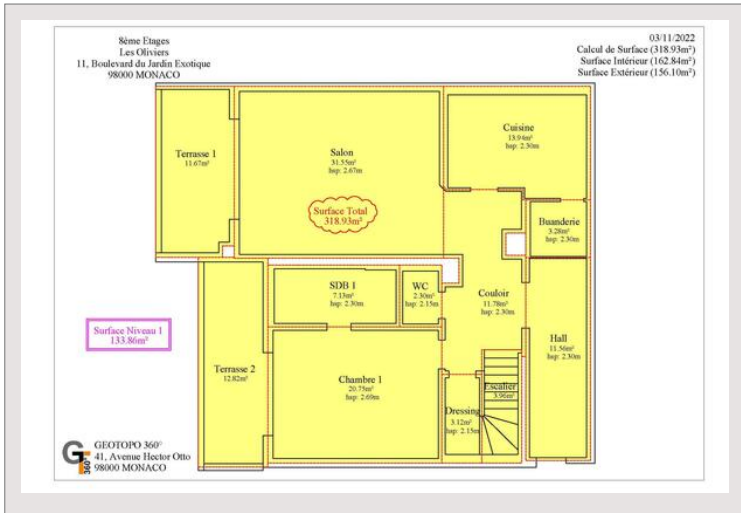 8ème Etages
Les Oliviers
11, Boulevard du Jardin Exotique
98000 MONACO
03/11/2022
Calcul de Surface (318.93m²)
Surface Intérieur (162.84m²)
Surface Extérieur (156.10m²)
Terrasse 1
11.67m²
Salon
31.55m²
hsp: 2.67m
Cuisine
13.94m²
hsp: 2.30m
Surface Total
318.93m²
Buanderie
3.28m²
hsp: 2.30m
SDB 1
7.13m²
hsp: 2.30m
WC
2.30m²
hsp: 2.15m
Couloir
11.78m²
hsp: 2.30m
Surface Niveau 1
133.86m²
Hall
11.56m²
hsp: 2.30m
Terrasse 2
12.82m²
Chambre 1
20.75m²
hsp: 2.69m
Escalier
3.96m²
Dressing
3.12m²
hsp: 2.15m
GT 360°
GEOTOPO 360°
41, Avenue Hector Otto
98000 MONACO